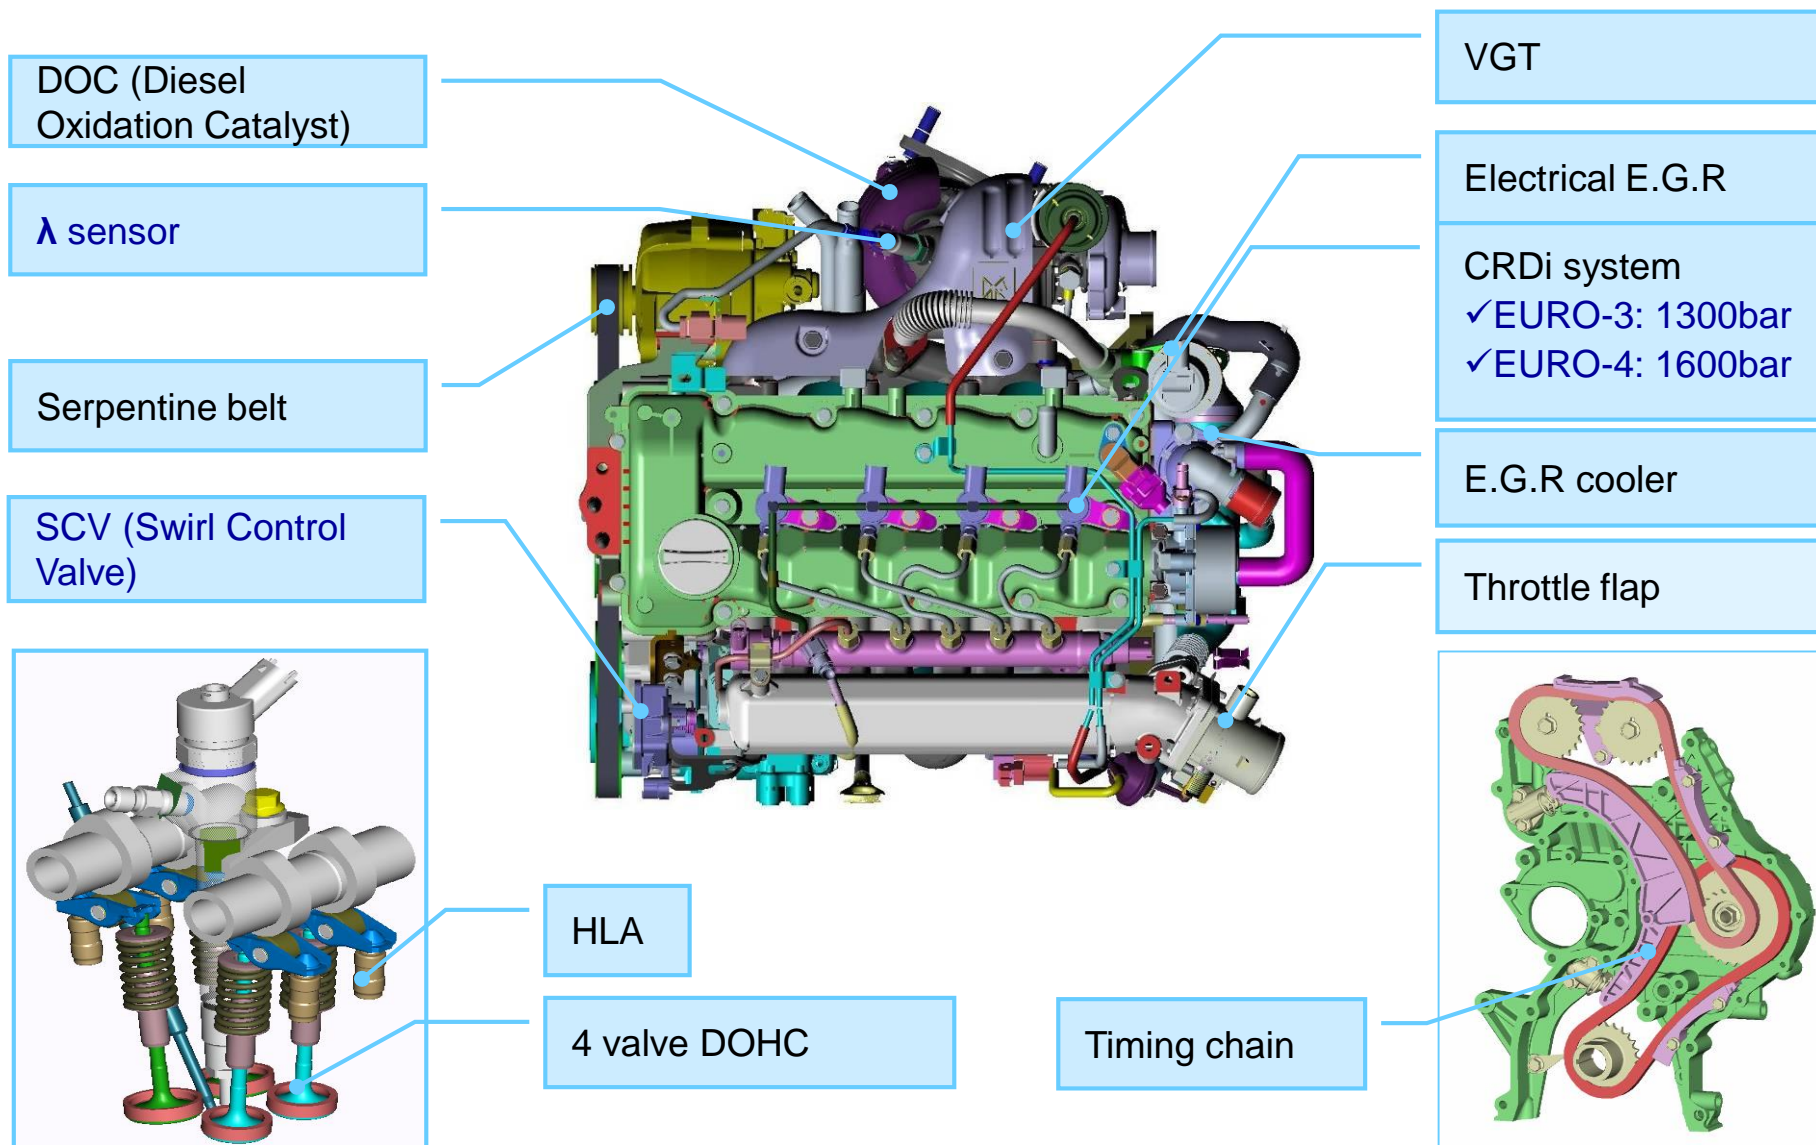 DOC (Diesel
Oxidation Catalyst)
λ sensor
Serpentine belt
SCV (Swirl Control
Valve)
VGT
Electrical E.G.R
CRDi system
✓EURO-3: 1300bar
✓EURO-4: 1600bar
E.G.R cooler
Throttle flap
HLA
4 valve DOHC
Timing chain